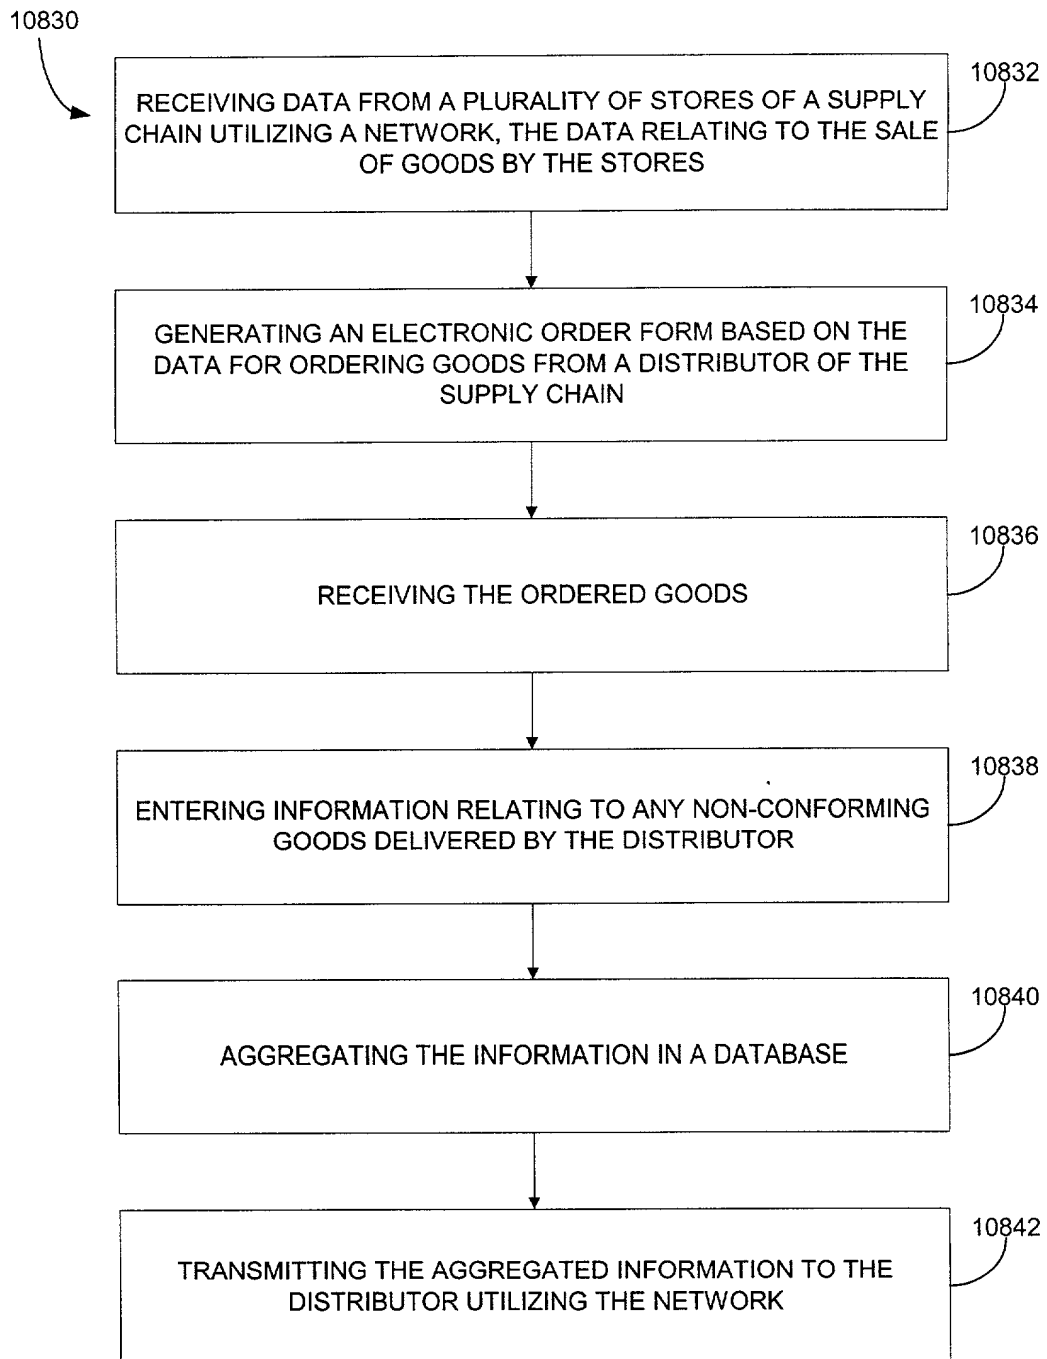 10830
10832
RECEIVING DATA FROM A PLURALITY OF STORES OF A SUPPLY
CHAIN UTILIZING A NETWORK, THE DATA RELATING TO THE SALE
OF GOODS BY THE STORES
10834
GENERATING AN ELECTRONIC ORDER FORM BASED ON THE
DATA FOR ORDERING GOODS FROM A DISTRIBUTOR OF THE
SUPPLY CHAIN
10836
RECEIVING THE ORDERED GOODS
10838
ENTERING INFORMATION RELATING TO ANY NON-CONFORMING
GOODS DELIVERED BY THE DISTRIBUTOR
10840
AGGREGATING THE INFORMATION IN A DATABASE
10842
TRANSMITTING THE AGGREGATED INFORMATION TO THE
DISTRIBUTOR UTILIZING THE NETWORK